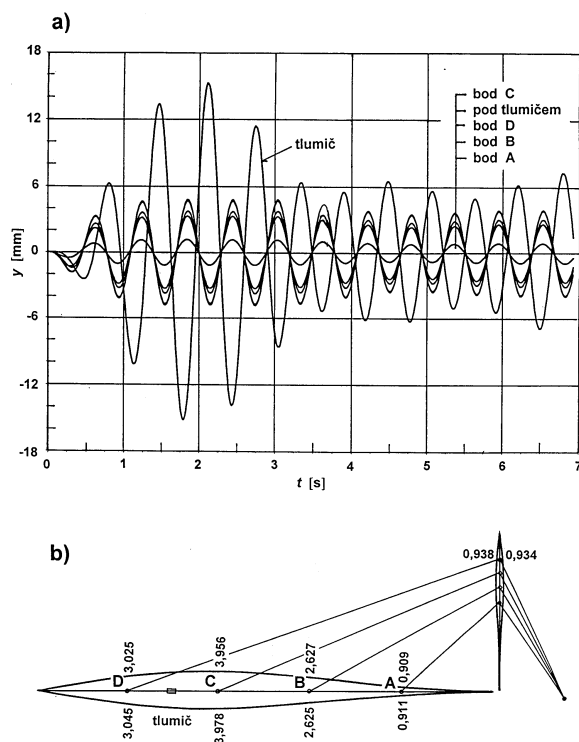 a)
18
12
6
0
-6
-12
-18
y [mm]
tlumič
bod C
pod tlumičem
bod D
bod B
bod A
0 1 2 3 4 5 6 7
t [s]
b)
0,938 0,934
3,025 3,956 2,627 0,909
D C B A
tlumič
3,045 3,978 2,625 0,911